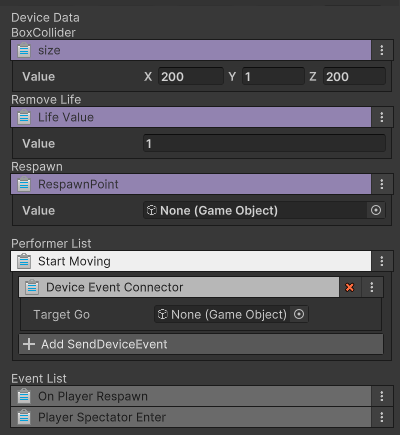 Device Data
BoxCollider
size
Value X 200 Y 1 Z 200
Remove Life
Life Value
Value 1
Respawn
RespawnPoint
Value None (Game Object)
Performer List
Start Moving
Device Event Connector
Target Go None (Game Object)
+ Add SendDeviceEvent
Event List
On Player Respawn
Player Spectator Enter